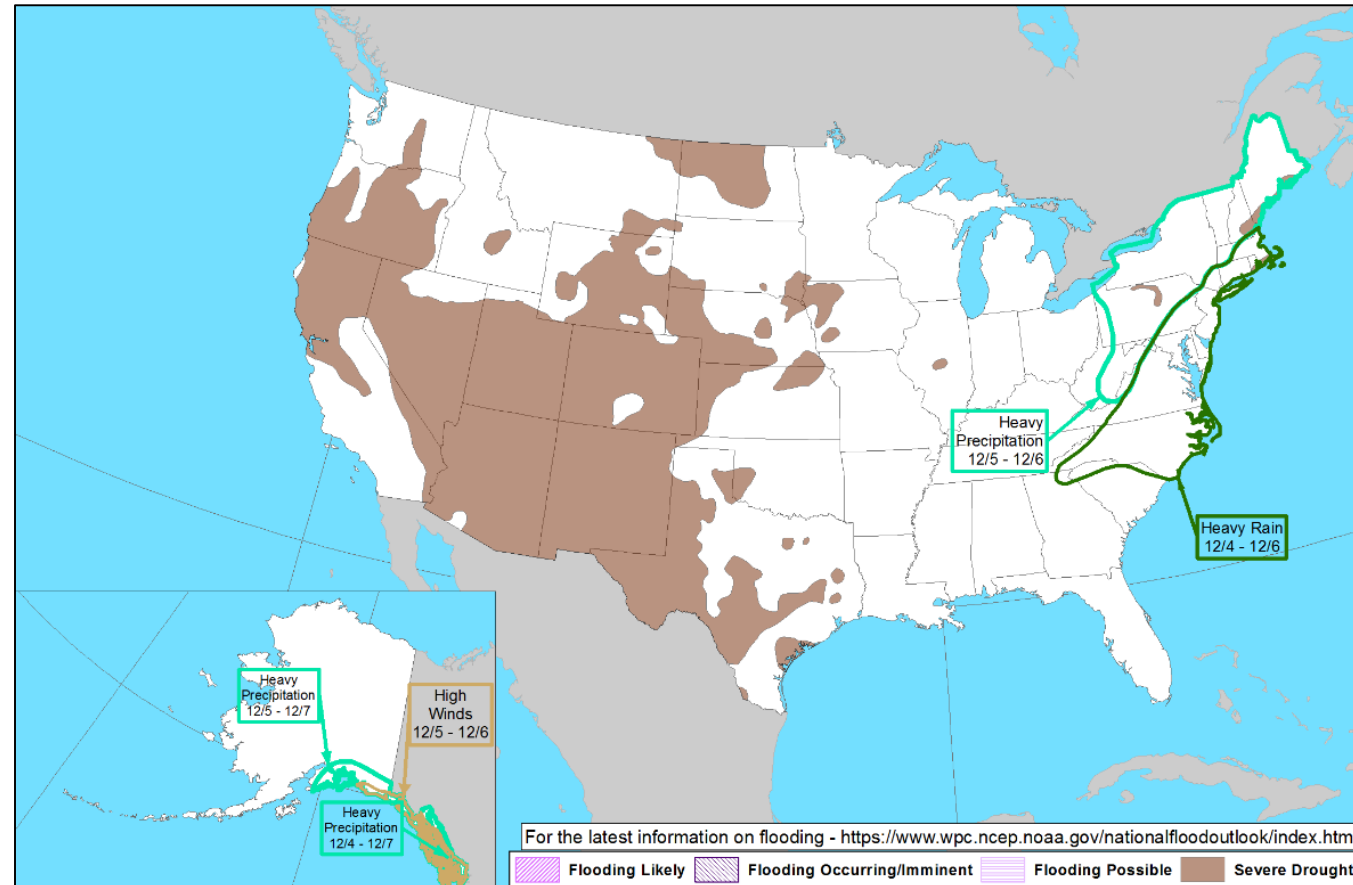 Heavy
Precipitation
12/5 - 12/6
Heavy Rain
12/4 - 12/6
Heavy
Precipitation
12/5 - 12/7
High
Winds
12/5 - 12/6
Heavy
Precipitation
12/4 - 12/7
For the latest information on flooding - https://www.wpc.ncep.noaa.gov/nationalfloodoutlook/index.htm
Flooding Likely Flooding Occurring/Imminent Flooding Possible Severe Drought